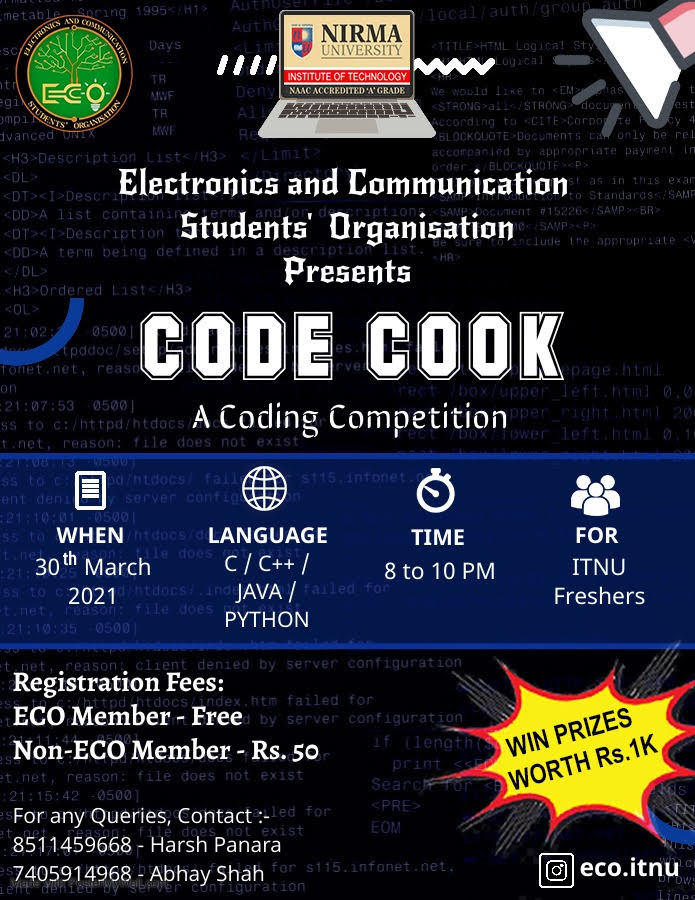 ELECTRONICS AND COMMUNICATION
ECO
STUDENTS' ORGANISATION
NIRMA
UNIVERSITY
INSTITUTE OF TECHNOLOGY
NAAC ACCREDITED 'A' GRADE
Electronics and Communication
Students' Organisation
Presents
CODE COOK
A Coding Competition
WHEN
30th March
2021
LANGUAGE
C / C++ /
JAVA /
PYTHON
TIME
8 to 10 PM
FOR
ITNU
Freshers
Registration Fees:
ECO Member - Free
Non-ECO Member - Rs. 50
WIN PRIZES
WORTH Rs.1K
For any Queries, Contact :-
8511459668 - Harsh Panara
7405914968 - Abhay Shah
eco.itnu